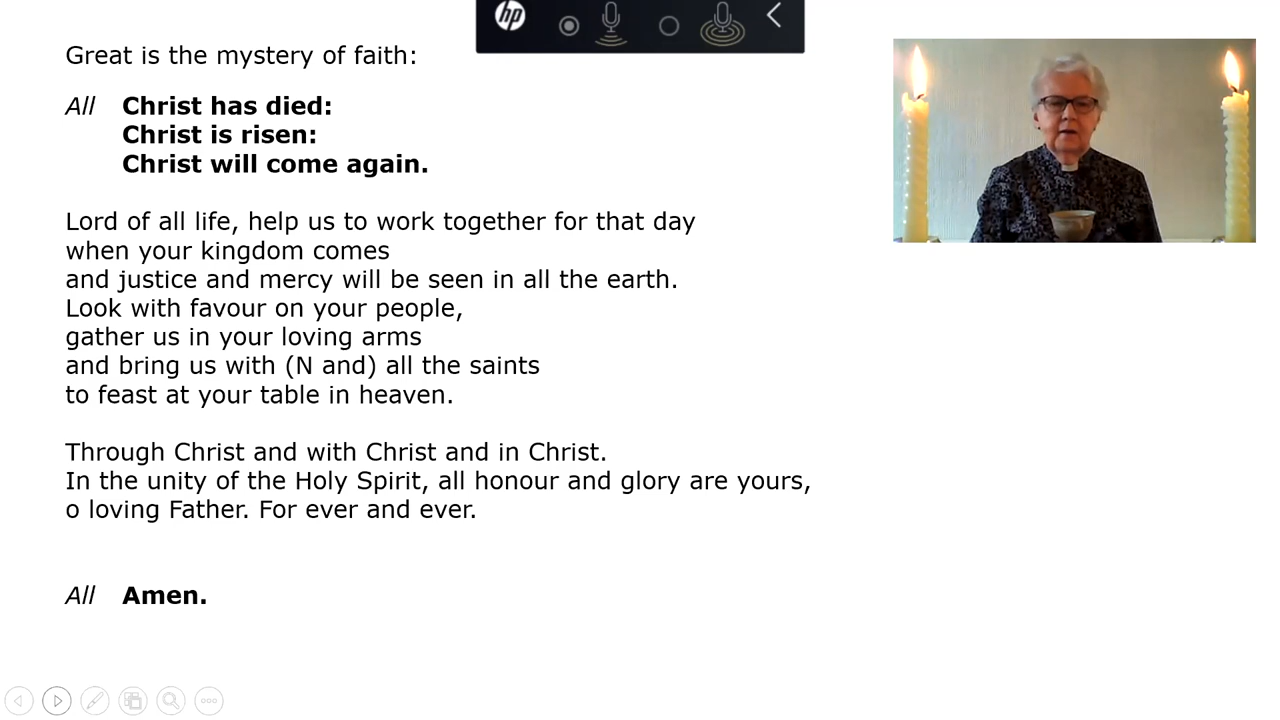 hp
Great is the mystery of faith:
All Christ has died:
Christ is risen:
Christ will come again.
Lord of all life, help us to work together for that day
when your kingdom comes
and justice and mercy will be seen in all the earth.
Look with favour on your people,
gather us in your loving arms
and bring us with (N and) all the saints
to feast at your table in heaven.
Through Christ and with Christ and in Christ.
In the unity of the Holy Spirit, all honour and glory are yours,
o loving Father. For ever and ever.
All Amen.